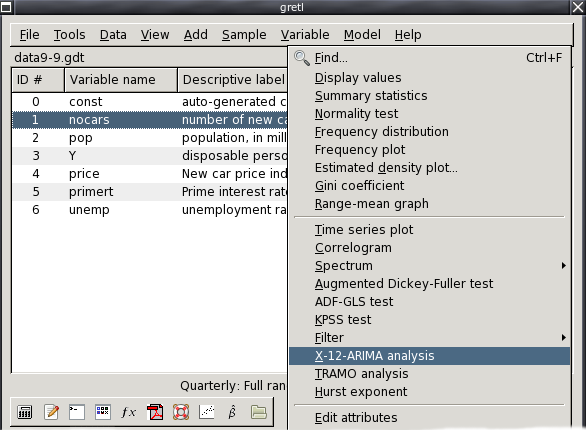 gretl
File Tools Data View Add Sample Variable Model Help
data9-9.gdt
ID # Variable name Descriptive label
0 const auto-generated c
1 nocars number of new ca
2 pop population, in mill
3 Y disposable perso
4 price New car price ind
5 primert Prime interest rate
6 unemp unemployment ra
Find... Ctrl+F
Display values
Summary statistics
Normality test
Frequency distribution
Frequency plot
Estimated density plot...
Gini coefficient
Range-mean graph
Time series plot
Correlogram
Spectrum
Augmented Dickey-Fuller test
ADF-GLS test
KPSS test
Filter
X-12-ARIMA analysis
TRAMO analysis
Hurst exponent
Edit attributes
Quarterly: Full ran
fx β̂